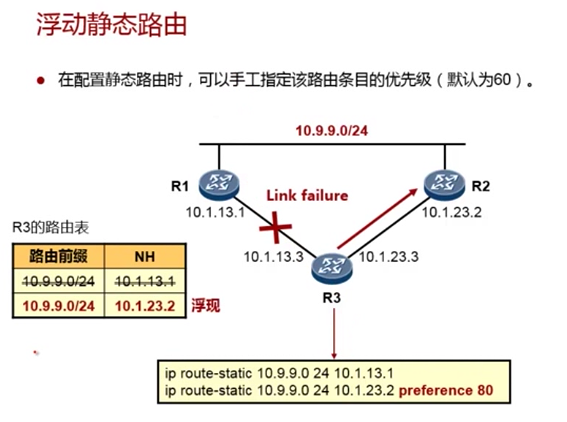 浮动静态路由
● 在配置静态路由时，可以手工指定该路由条目的优先级（默认为60）。
10.9.9.0/24
R1
R2
Link failure
10.1.13.1
10.1.23.2
R3的路由表
路由前缀 NH
10.9.9.0/24 10.1.13.1
10.9.9.0/24 10.1.23.2 浮现
10.1.13.3
10.1.23.3
R3
ip route-static 10.9.9.0 24 10.1.13.1
ip route-static 10.9.9.0 24 10.1.23.2 preference 80